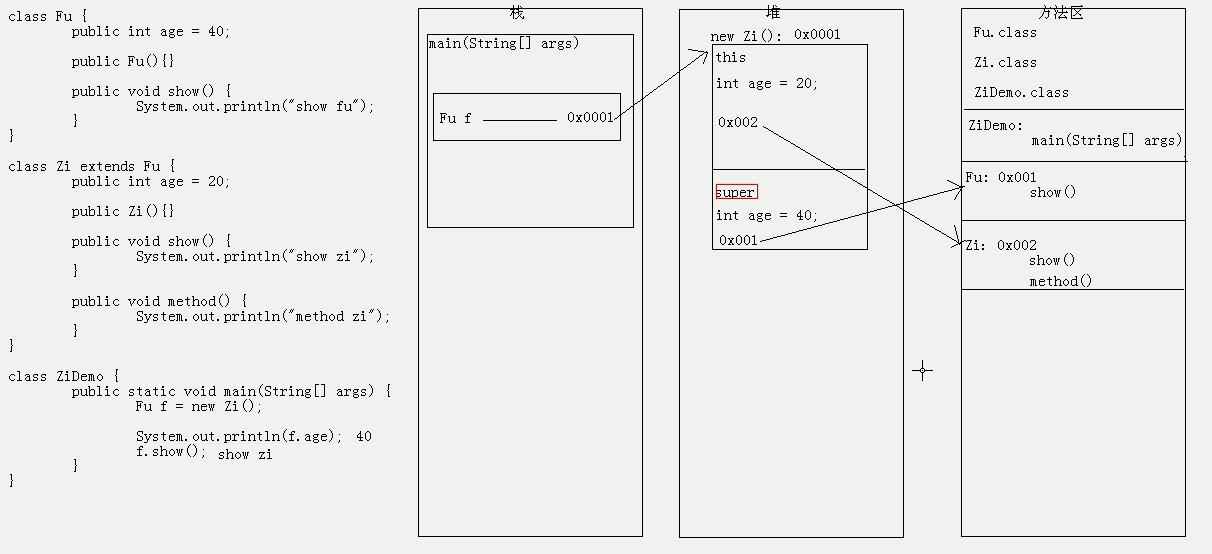 class Fu {
public int age = 40;
public Fu(){}
public void show() {
System.out.println("show fu");
}
}
class Zi extends Fu {
public int age = 20;
public Zi(){}
public void show() {
System.out.println("show zi");
}
public void method() {
System.out.println("method zi");
}
}
class ZiDemo {
public static void main(String[] args) {
Fu f = new Zi();
System.out.println(f.age); 40
f.show(); show zi
}
}
栈
main(String[] args)
Fu f 0x0001
堆
new Zi(): 0x0001
this
int age = 20;
0x002
super
int age = 40;
0x001
方法区
Fu.class
Zi.class
ZiDemo.class
ZiDemo:
main(String[] args)
Fu: 0x001
show()
Zi: 0x002
show()
method()